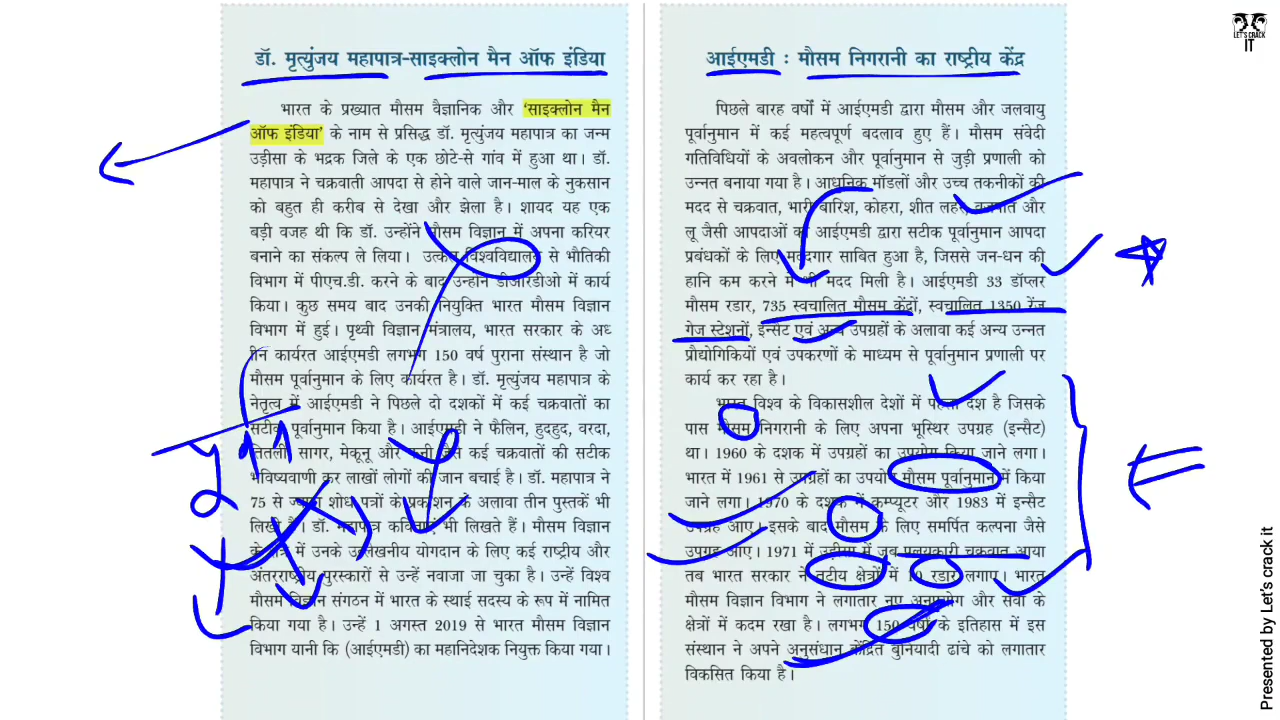 LET'S CRACK
IT
डॉ. मृत्युंजय महापात्र-साइक्लोन मैन ऑफ इंडिया
भारत के प्रख्यात मौसम वैज्ञानिक और 'साइक्लोन मैन
ऑफ इंडिया' के नाम से प्रसिद्ध डॉ. मृत्युंजय महापात्र का जन्म
उड़ीसा के भद्रक जिले के एक छोटे-से गांव में हुआ था। डॉ.
महापात्र ने चक्रवाती आपदा से होने वाले जान-माल के नुकसान
को बहुत ही करीब से देखा और झेला है। शायद यह एक
बड़ी वजह थी कि डॉ. उन्होंने मौसम विज्ञान में अपना करियर
बनाने का संकल्प ले लिया। उत्कल विश्वविद्यालय से भौतिकी
विभाग में पीएच.डी. करने के बाद उन्होंने डीआरडीओ में कार्य
किया। कुछ समय बाद उनकी नियुक्ति भारत मौसम विज्ञान
विभाग में हुई। पृथ्वी विज्ञान मंत्रालय, भारत सरकार के अध
ीन कार्यरत आईएमडी लगभग 150 वर्ष पुराना संस्थान है जो
मौसम पूर्वानुमान के लिए कार्यरत है। डॉ. मृत्युंजय महापात्र के
नेतृत्व में आईएमडी ने पिछले दो दशकों में कई चक्रवातों का
सटीक पूर्वानुमान किया है। आईएमडी ने फैलिन, हुदहुद, वरदा,
तितली, सागर, मेकूनू और जैसे कई चक्रवातों की सटीक
भविष्यवाणी कर लाखों लोगों की जान बचाई है। डॉ. महापात्र ने
75 से ज्यादा शोध पत्रों के प्रकाशन के अलावा तीन पुस्तकें भी
लिखी हैं। डॉ. महापात्र कविताएं भी लिखते हैं। मौसम विज्ञान
के क्षेत्र में उनके उल्लेखनीय योगदान के लिए कई राष्ट्रीय और
अंतरराष्ट्रीय पुरस्कारों से उन्हें नवाजा जा चुका है। उन्हें विश्व
मौसम विज्ञान संगठन में भारत के स्थाई सदस्य के रूप में नामित
किया गया है। उन्हें 1 अगस्त 2019 से भारत मौसम विज्ञान
विभाग यानी कि (आईएमडी) का महानिदेशक नियुक्त किया गया।
आईएमडी : मौसम निगरानी का राष्ट्रीय केंद्र
पिछले बारह वर्षों में आईएमडी द्वारा मौसम और जलवायु
पूर्वानुमान में कई महत्वपूर्ण बदलाव हुए हैं। मौसम संवेदी
गतिविधियों के अवलोकन और पूर्वानुमान से जुड़ी प्रणाली को
उन्नत बनाया गया है। आधुनिक मॉडलों और उच्च तकनीकों की
मदद से चक्रवात, भारी बारिश, कोहरा, शीत लहर, वज्रपात और
लू जैसी आपदाओं का आईएमडी द्वारा सटीक पूर्वानुमान आपदा
प्रबंधकों के लिए मददगार साबित हुआ है, जिससे जन-धन की
हानि कम करने में भी मदद मिली है। आईएमडी 33 डॉप्लर
मौसम रडार, 735 स्वचालित मौसम केंद्रों, स्वचालित 1350 रेंज
गेज स्टेशनों, इंन्सेट एवं अन्य उपग्रहों के अलावा कई अन्य उन्नत
प्रौद्योगिकियों एवं उपकरणों के माध्यम से पूर्वानुमान प्रणाली पर
कार्य कर रहा है।
भारत विश्व के विकासशील देशों में पहला देश है जिसके
पास मौसम निगरानी के लिए अपना भूस्थिर उपग्रह (इन्सैट)
था। 1960 के दशक में उपग्रहों का उपयोग किया जाने लगा।
भारत में 1961 से उपग्रहों का उपयोग मौसम पूर्वानुमान में किया
जाने लगा। 1970 के दशक में कम्प्यूटर और 1983 में इन्सैट
उपग्रह आए। इसके बाद मौसम के लिए समर्पित कल्पना जैसे
उपग्रह आए। 1971 में उड़ीसा में जब प्रलयकारी चक्रवात आया
तब भारत सरकार ने तटीय क्षेत्रों में 10 रडार लगाए। भारत
मौसम विज्ञान विभाग ने लगातार नए अनुप्रयोग और सेवा के
क्षेत्रों में कदम रखा है। लगभग 150 वर्षों के इतिहास में इस
संस्थान ने अपने अनुसंधान केंद्रित बुनियादी ढांचे को लगातार
विकसित किया है।
Presented by Let's crack it